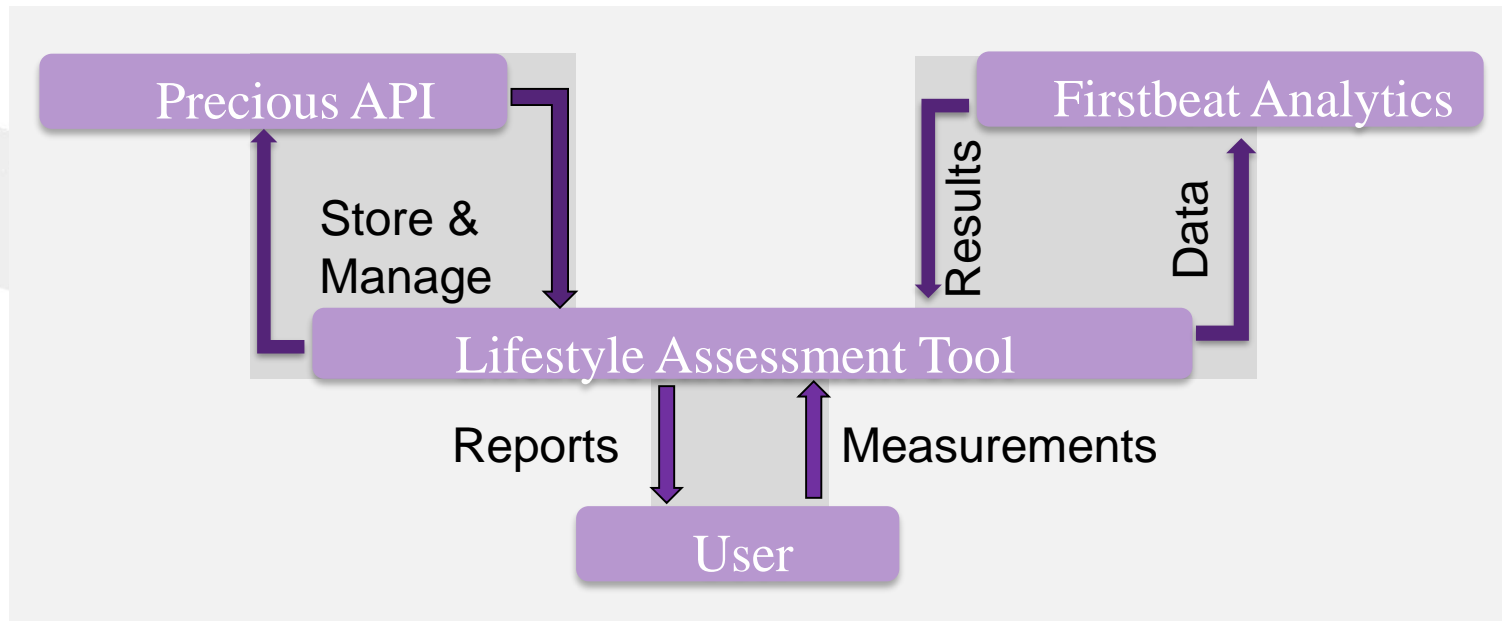 Precious API
Firstbeat Analytics
Store &
Manage
Results
Data
Lifestyle Assessment Tool
Reports
Measurements
User